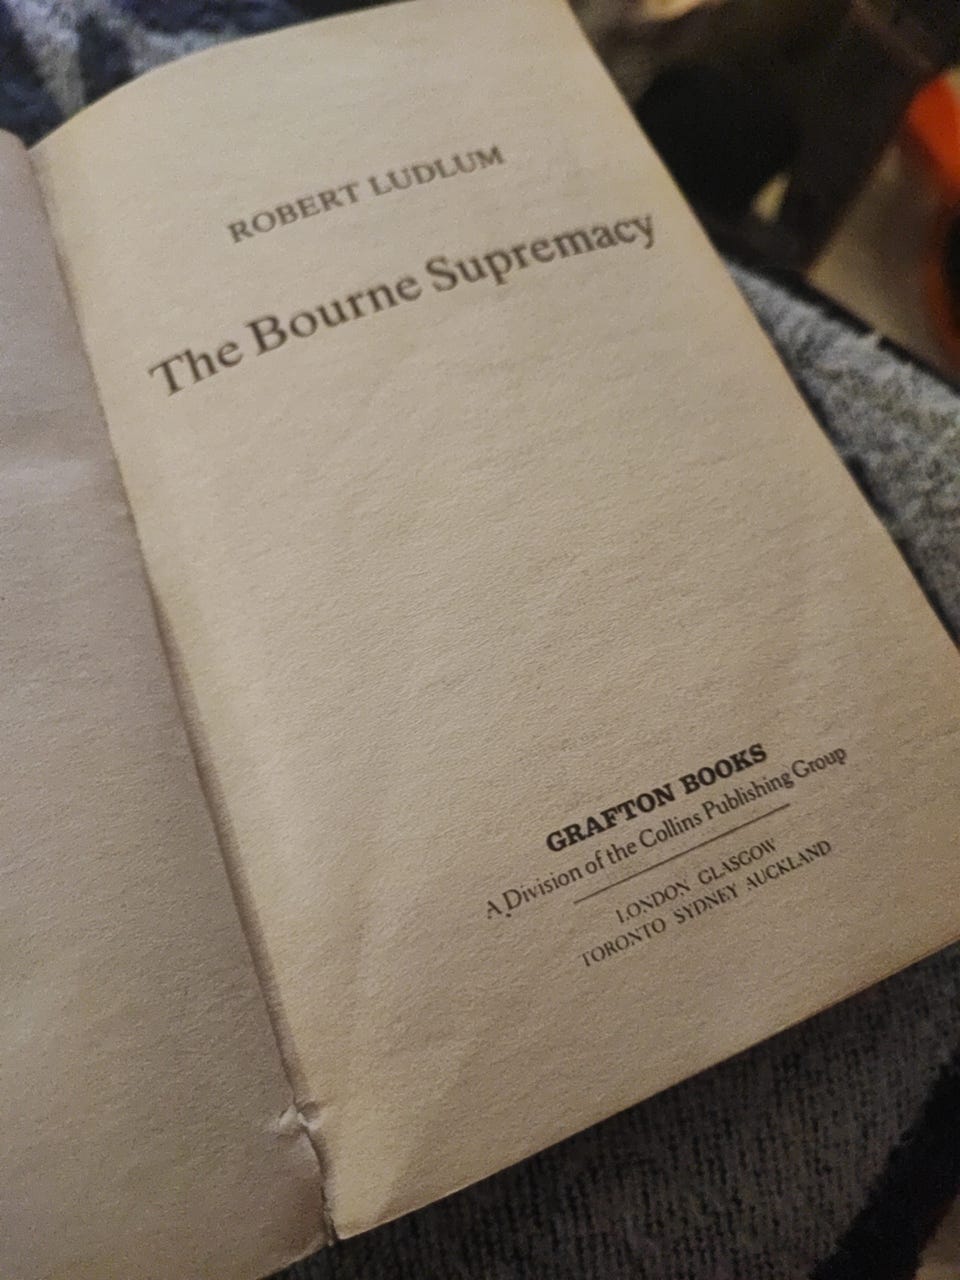 ROBERT LUDLUM
The Bourne Supremacy
GRAFTON BOOKS
A Division of the Collins Publishing Group
LONDON GLASGOW
TORONTO SYDNEY AUCKLAND